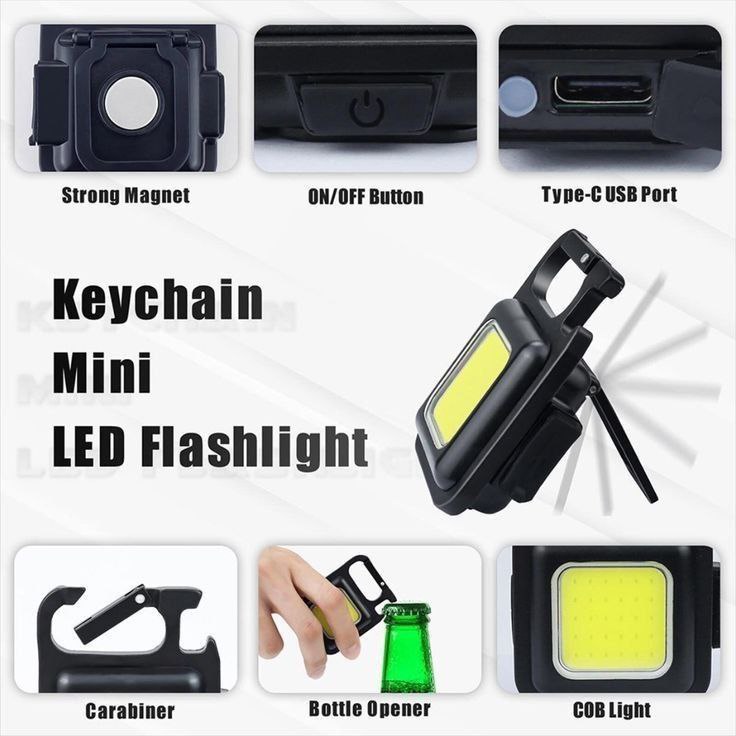 Strong Magnet
ON/OFF Button
Type-C USB Port
Keychain
Mini
LED Flashlight
Carabiner
Bottle Opener
COB Light